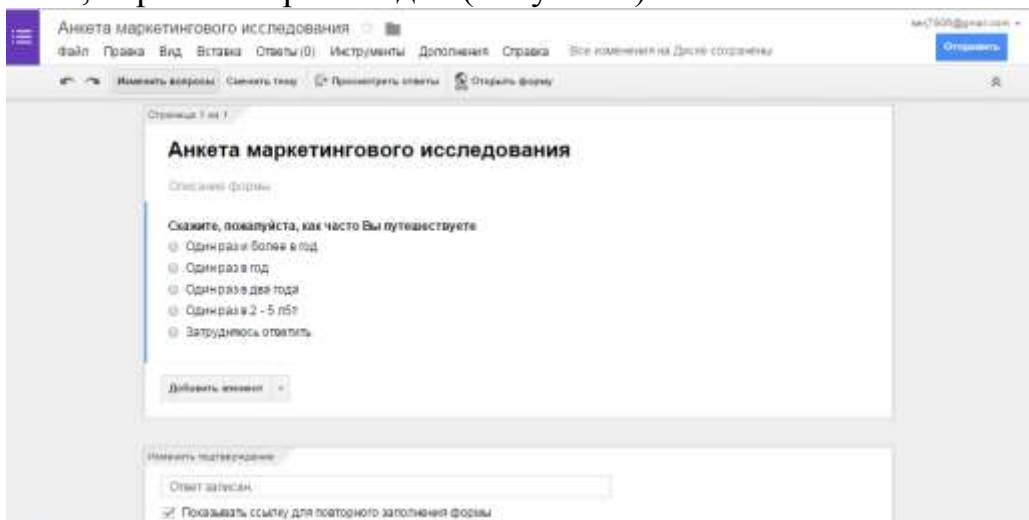 Анкета маркетингового исследования
Файл Правка Вид Вставка Ответы (0) Инструменты Дополнения Справка Все изменения на Диске сохранены
Отправить
Изменить вопросы Сменить тему Просмотреть ответы Открыть форму
Страница 1 из 1
Анкета маркетингового исследования
Описание формы
Скажите, пожалуйста, как часто Вы путешествуете
Один раз и более в год
Один раз в год
Один раз в два года
Один раз в 2 - 5 лет
Затрудняюсь ответить
Добавить элемент
Изменить подтверждение
Ответ записан.
Показывать ссылку для повторного заполнения формы